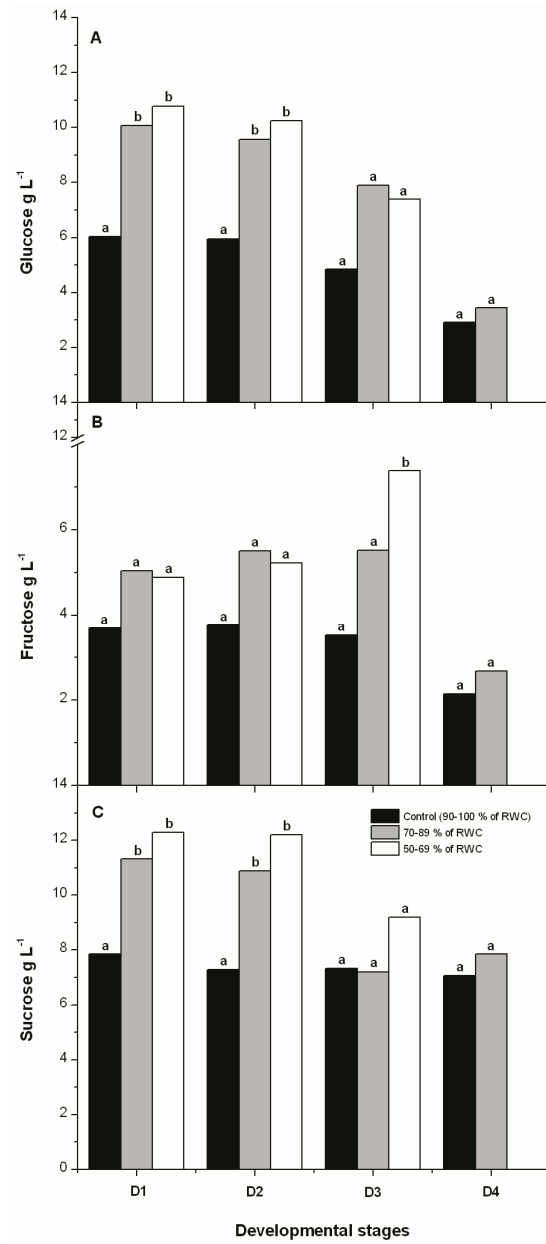 14
A
12
b
b
b
10
b
8
a
a
Glucose g L-1
6
a
a
a
4
a
a
2
14
B
12
b
6
a
a
a
a
a
Fructose g L-1
4
a
a
a
a
2
a
14
C
Control (90-100 % of RWC)
70-89 % of RWC
50-69 % of RWC
12
b
b
b
b
10
a
Sucrose g L-1
8
a
a
a
a
a
a
6
4
2
0
D1 D2 D3 D4
Developmental stages